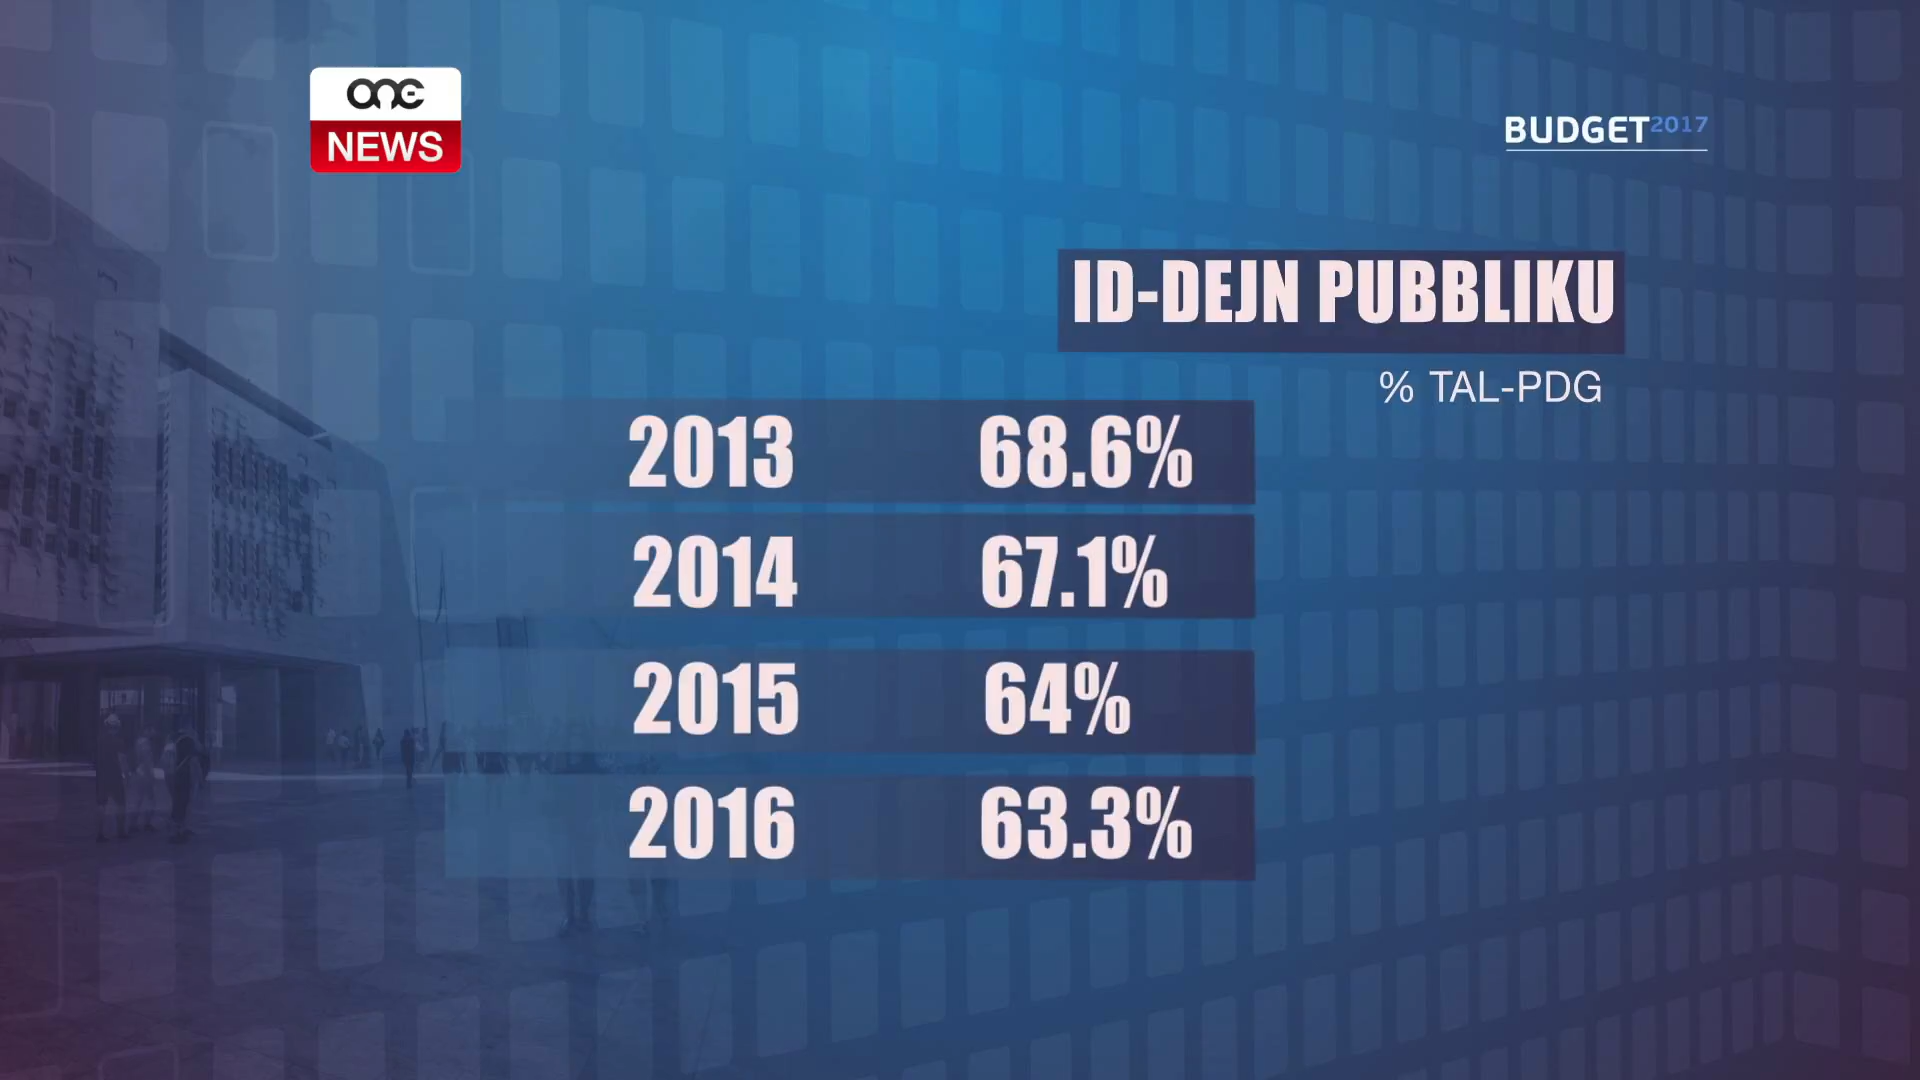 one
NEWS
BUDGET2017
ID-DEJN PUBBLIKU
% TAL-PDG
2013 68.6%
2014 67.1%
2015 64%
2016 63.3%